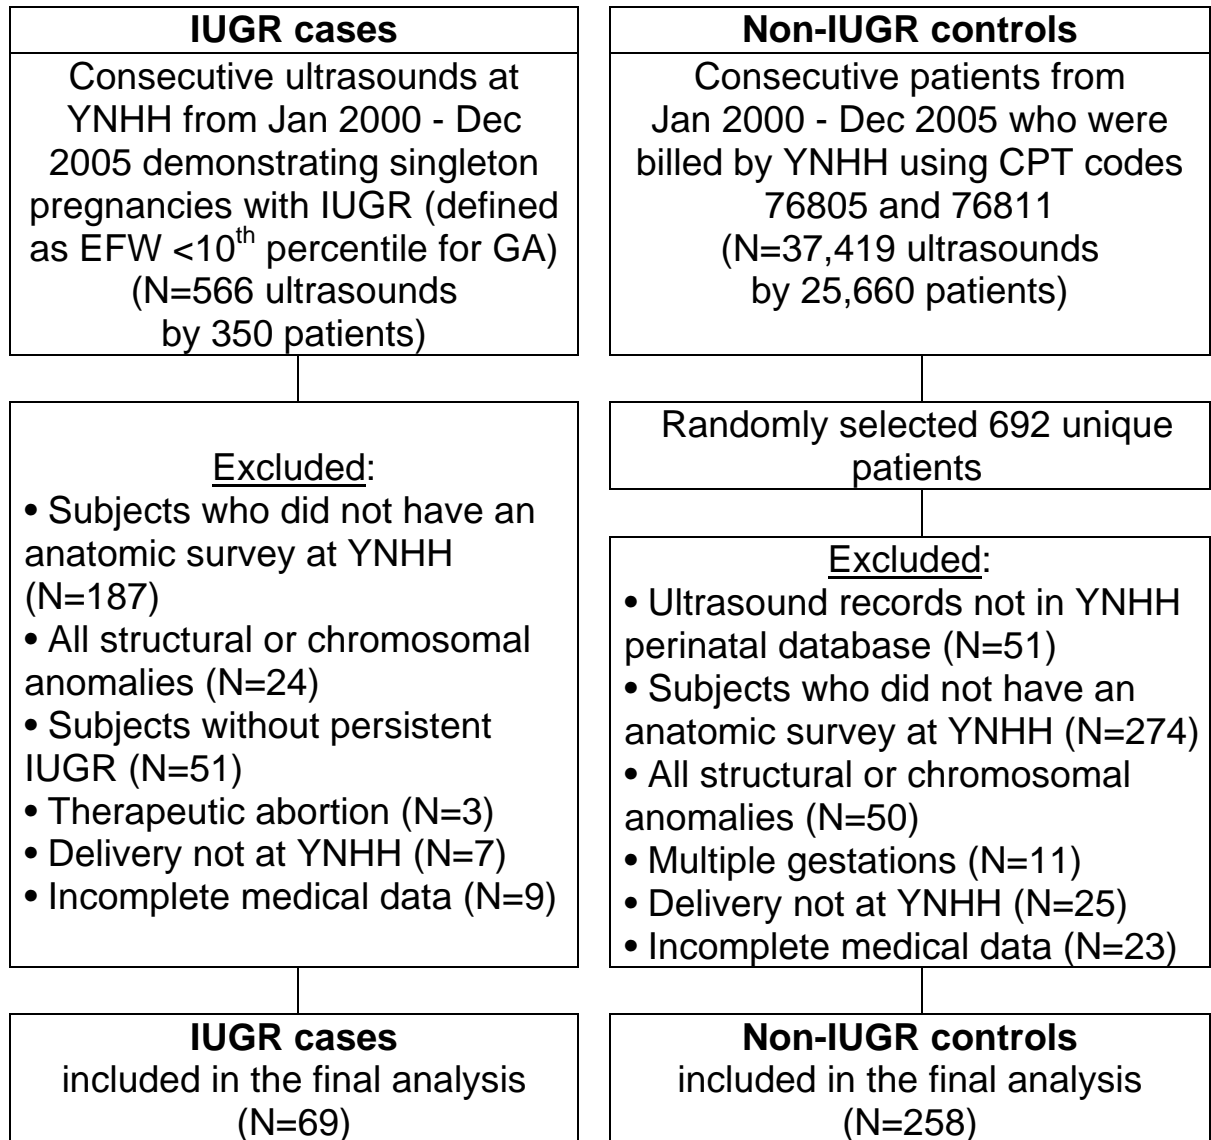 IUGR cases
Consecutive ultrasounds at
YNHH from Jan 2000 - Dec
2005 demonstrating singleton
pregnancies with IUGR (defined
as EFW <10th percentile for GA)
(N=566 ultrasounds
by 350 patients)
Excluded:
• Subjects who did not have an
anatomic survey at YNHH
(N=187)
• All structural or chromosomal
anomalies (N=24)
• Subjects without persistent
IUGR (N=51)
• Therapeutic abortion (N=3)
• Delivery not at YNHH (N=7)
• Incomplete medical data (N=9)
IUGR cases
included in the final analysis
(N=69)
Non-IUGR controls
Consecutive patients from
Jan 2000 - Dec 2005 who were
billed by YNHH using CPT codes
76805 and 76811
(N=37,419 ultrasounds
by 25,660 patients)
Randomly selected 692 unique
patients
Excluded:
• Ultrasound records not in YNHH
perinatal database (N=51)
• Subjects who did not have an
anatomic survey at YNHH (N=274)
• All structural or chromosomal
anomalies (N=50)
• Multiple gestations (N=11)
• Delivery not at YNHH (N=25)
• Incomplete medical data (N=23)
Non-IUGR controls
included in the final analysis
(N=258)